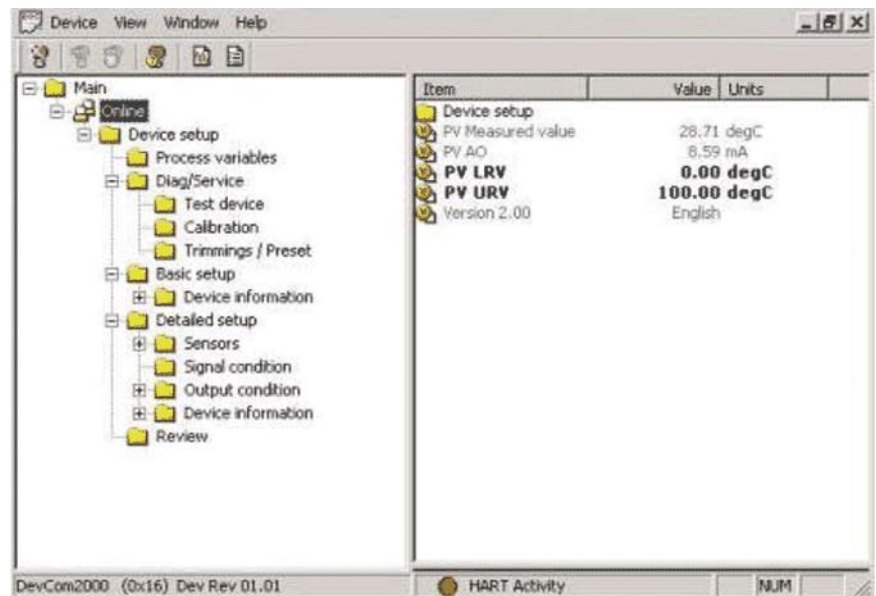 Device View Window Help
Main
Online
Device setup
Process variables
Diag/Service
Test device
Calibration
Trimmings / Preset
Basic setup
Device information
Detailed setup
Sensors
Signal condition
Output condition
Device information
Review
Item Value Units
Device setup
PV Measured value 28.71 degC
PV AO 8.59 mA
PV LRV 0.00 degC
PV URV 100.00 degC
Version 2.00 English
DevCom2000 (0x16) Dev Rev 01.01 HART Activity NUM